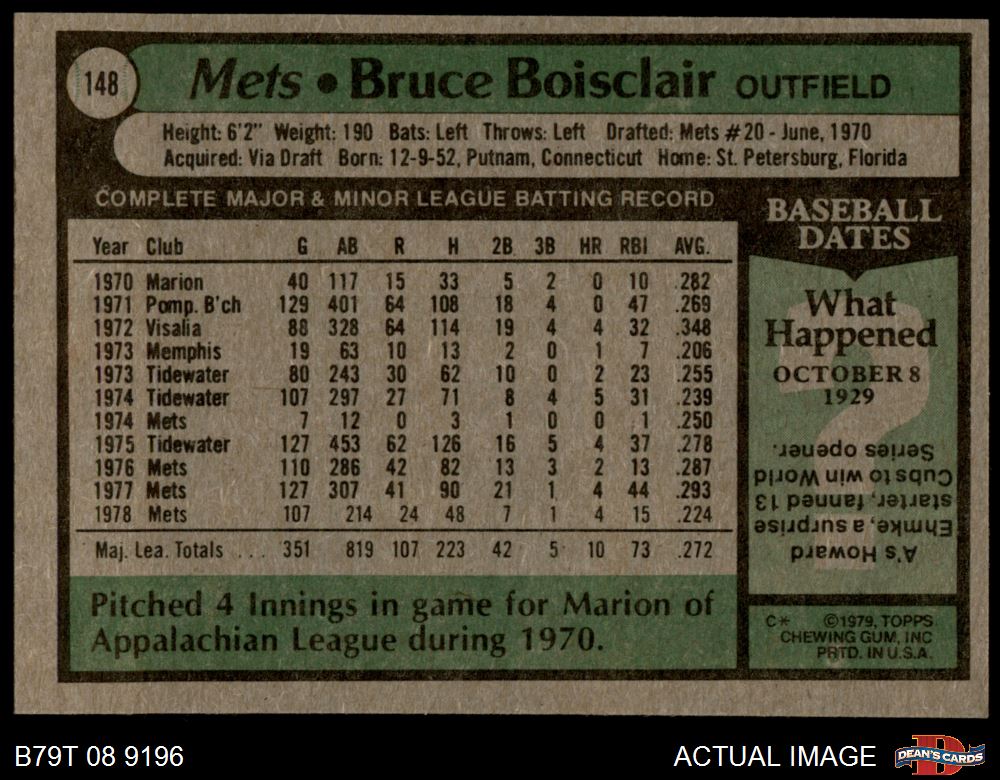 148
Mets • Bruce Boisclair OUTFIELD
Height: 6'2" Weight: 190 Bats: Left Throws: Left Drafted: Mets #20 - June, 1970
Acquired: Via Draft Born: 12-9-52, Putnam, Connecticut Home: St. Petersburg, Florida
COMPLETE MAJOR & MINOR LEAGUE BATTING RECORD
Year Club G AB R H 2B 3B HR RBI AVG.
1970 Marion 40 117 15 33 5 2 0 10 .282
1971 Pomp. B'ch 129 401 64 108 18 4 0 47 .269
1972 Visalia 88 328 64 114 19 4 4 32 .348
1973 Memphis 19 63 10 13 2 0 1 7 .206
1973 Tidewater 80 243 30 62 10 0 2 23 .255
1974 Tidewater 107 297 27 71 8 4 5 31 .239
1974 Mets 7 12 0 3 1 0 0 1 .250
1975 Tidewater 127 453 62 126 16 5 4 37 .278
1976 Mets 110 286 42 82 13 3 2 13 .287
1977 Mets 127 307 41 90 21 1 4 44 .293
1978 Mets 107 214 24 48 7 1 4 15 .224
Maj. Lea. Totals ... 351 819 107 223 42 5 10 73 .272
Pitched 4 Innings in game for Marion of
Appalachian League during 1970.
BASEBALL
DATES
What
Happened
OCTOBER 8
1929
A's Howard
Ehmke, a surprise
starter, fanned 13
Cubs to win World
Series opener.
C* ©1979, TOPPS
CHEWING GUM, INC
PRTD. IN U.S.A.
B79T 08 9196
ACTUAL IMAGE
D
DEAN'S CARDS